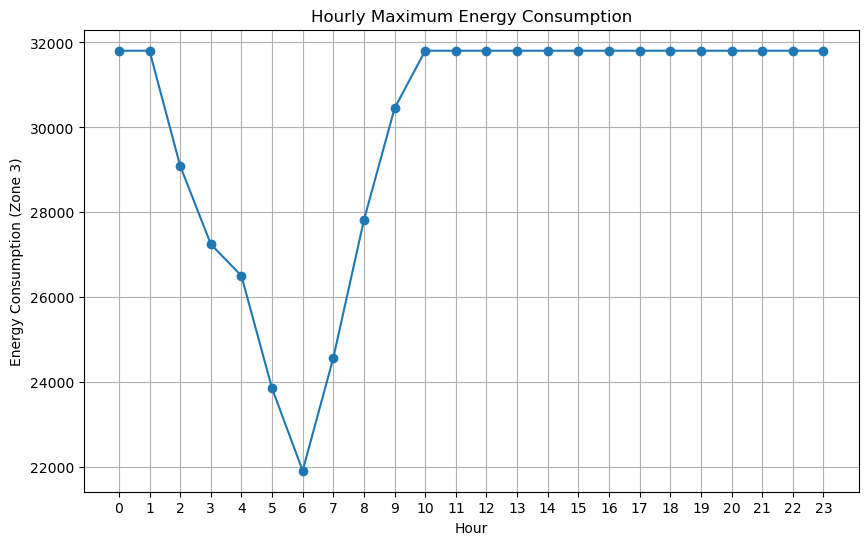 Hourly Maximum Energy Consumption
Energy Consumption (Zone 3)
32000
30000
28000
26000
24000
22000
0 1 2 3 4 5 6 7 8 9 10 11 12 13 14 15 16 17 18 19 20 21 22 23
Hour